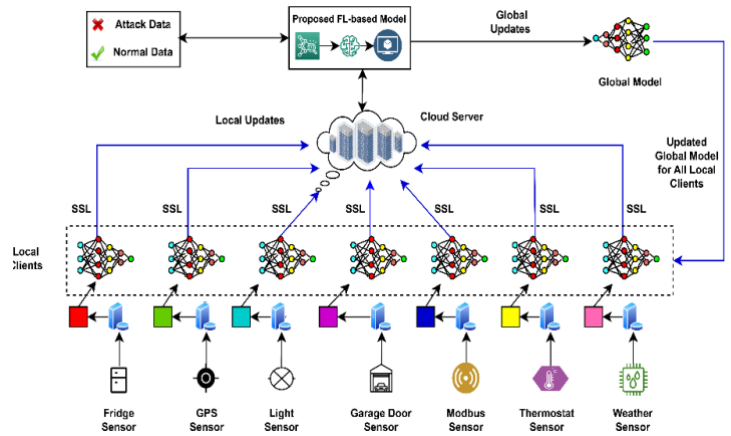 Attack Data
Normal Data
Proposed FL-based Model
Global
Updates
Global Model
Local Updates
Cloud Server
Updated
Global Model
for All Local
Clients
SSL
SSL
SSL
SSL
SSL
SSL
SSL
Local
Clients
Fridge
Sensor
GPS
Sensor
Light
Sensor
Garage Door
Sensor
Modbus
Sensor
Thermostat
Sensor
Weather
Sensor